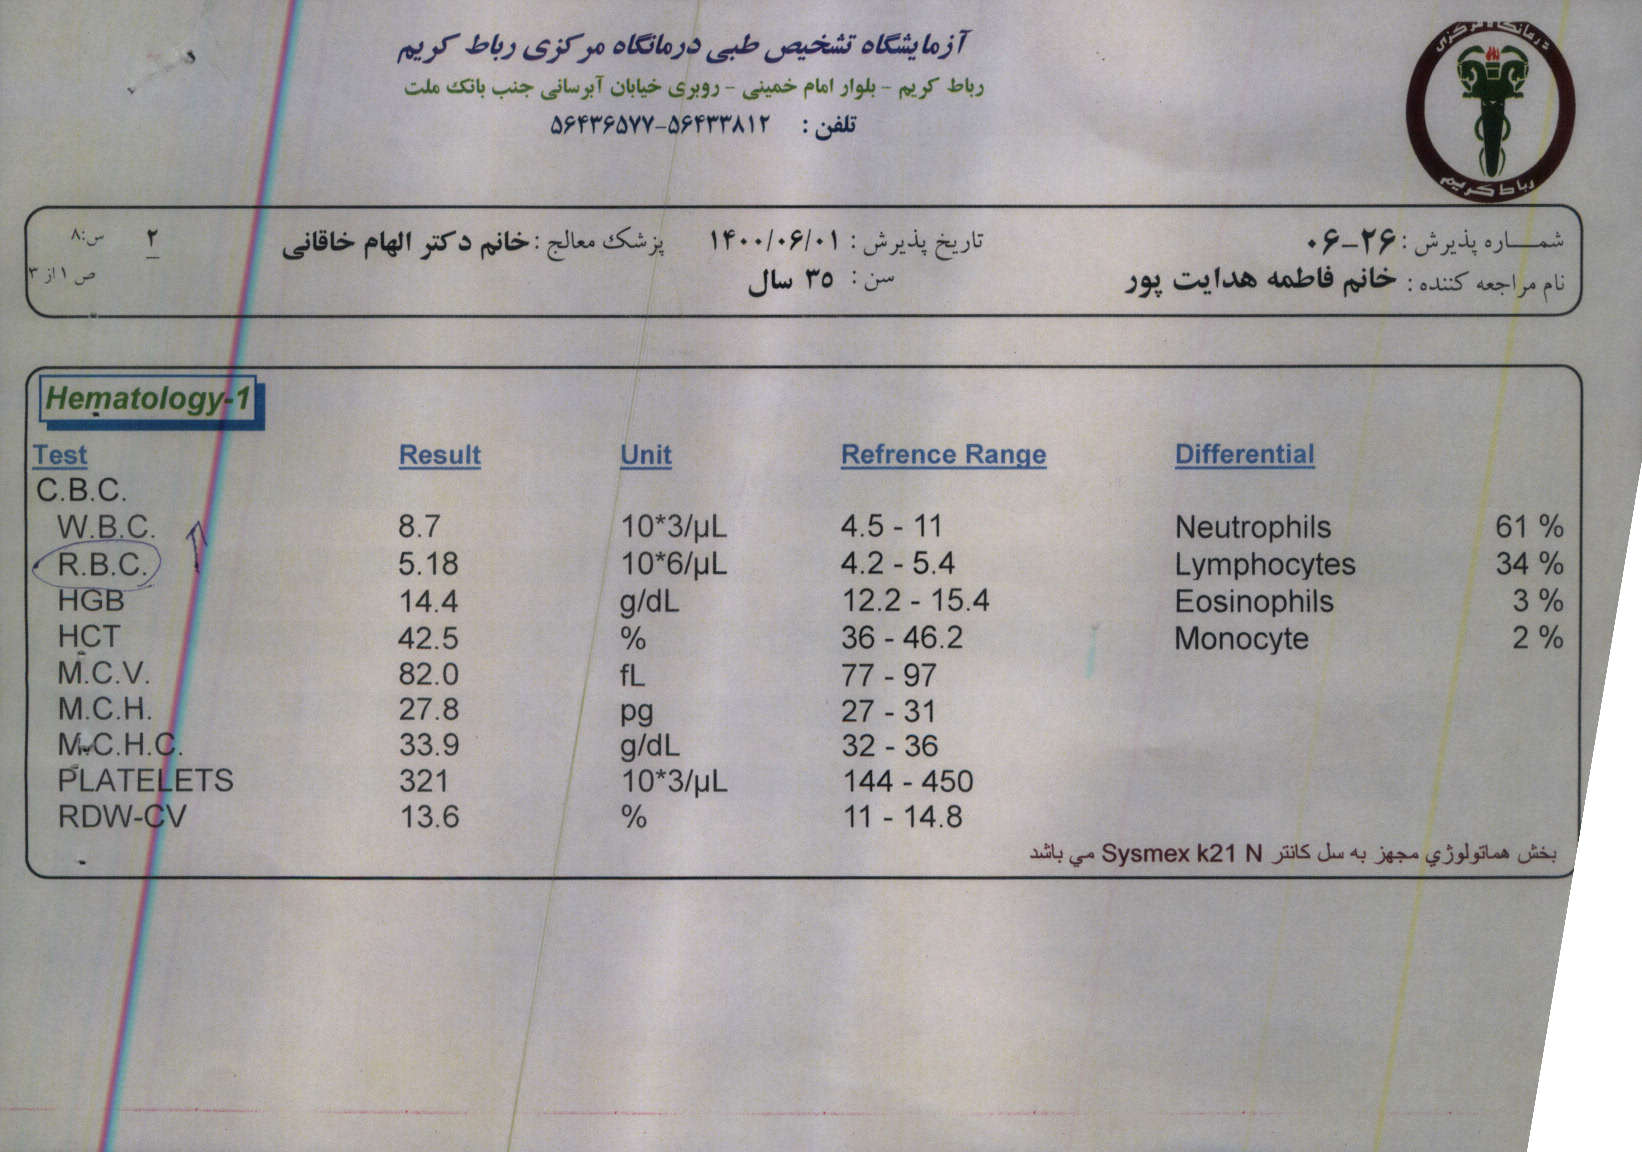 آزمایشگاه تشخیص طبی درمانگاه مرکزی رباط کریم
رباط کریم - بلوار امام خمینی - روبری خیابان آبرسانی جنب بانک ملت
تلفن : ۵۶۴۳۳۸۱۲-۵۶۴۳۶۵۷۷
درمانگاه مرکزی
رباط کریم
شماره پذیرش : ۲۶-۰۶ تاریخ پذیرش : ۱۴۰۰/۰۶/۰۱ پزشک معالج : خانم دکتر الهام خاقانی ۲ س:۸
نام مراجعه کننده : خانم فاطمه هدایت پور سن : ۳۵ سال ص ۱ از ۳
Hematology-1
Test Result Unit Refrence Range Differential
C.B.C.
W.B.C. 8.7 10*3/µL 4.5 - 11 Neutrophils 61 %
R.B.C. 5.18 10*6/µL 4.2 - 5.4 Lymphocytes 34 %
HGB 14.4 g/dL 12.2 - 15.4 Eosinophils 3 %
HCT 42.5 % 36 - 46.2 Monocyte 2 %
M.C.V. 82.0 fL 77 - 97
M.C.H. 27.8 pg 27 - 31
M.C.H.C. 33.9 g/dL 32 - 36
PLATELETS 321 10*3/µL 144 - 450
RDW-CV 13.6 % 11 - 14.8
بخش هماتولوژي مجهز به سل کانتر Sysmex k21 N مي باشد